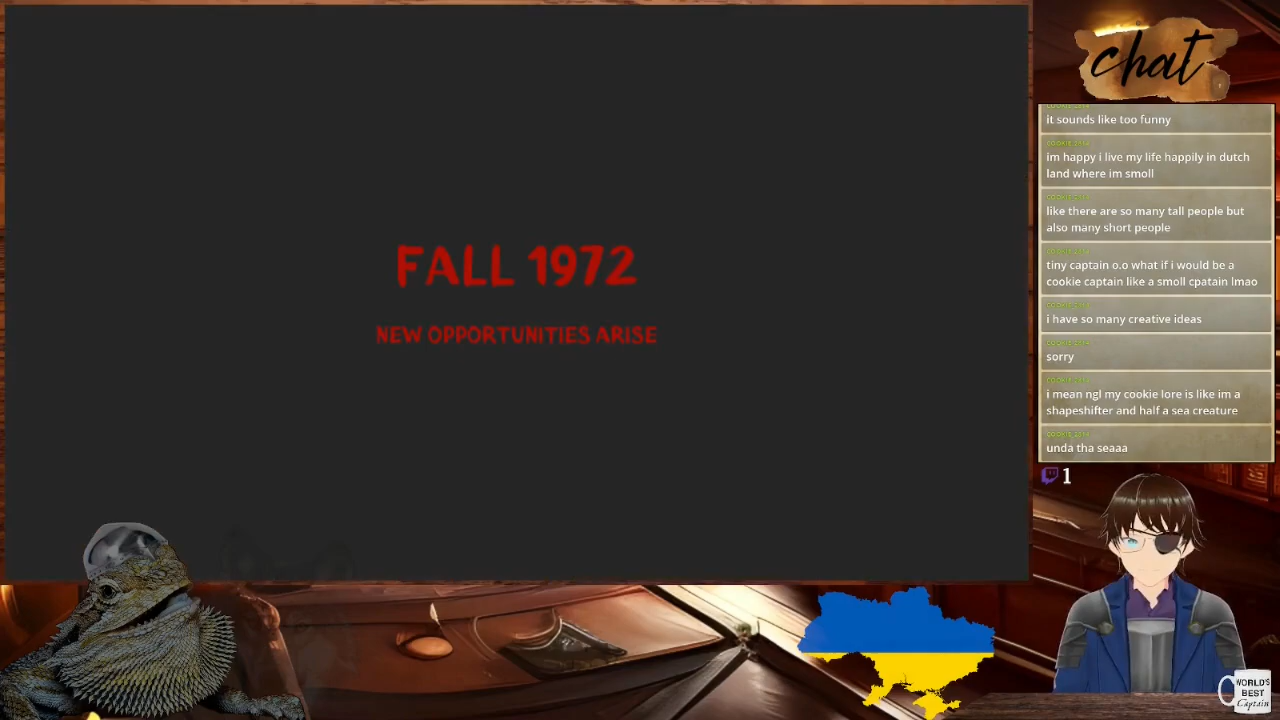 FALL 1972
NEW OPPORTUNITIES ARISE
chat
it sounds like too funny
im happy i live my life happily in dutch
land where im smoll
like there are so many tall people but
also many short people
tiny captain o.o what if i would be a
cookie captain like a smoll cpatain lmao
i have so many creative ideas
sorry
i mean ngl my cookie lore is like im a
shapeshifter and half a sea creature
unda tha seaaa
1
WORLD'S
BEST
Captain